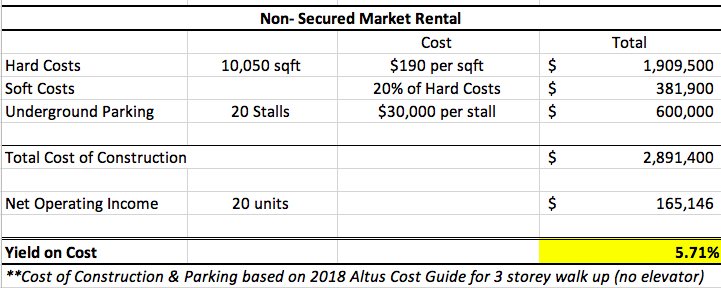 Non- Secured Market Rental
Cost Total
Hard Costs 10,050 sqft $190 per sqft $ 1,909,500
Soft Costs 20% of Hard Costs $ 381,900
Underground Parking 20 Stalls $30,000 per stall $ 600,000
Total Cost of Construction $ 2,891,400
Net Operating Income 20 units $ 165,146
Yield on Cost 5.71%
**Cost of Construction & Parking based on 2018 Altus Cost Guide for 3 storey walk up (no elevator)